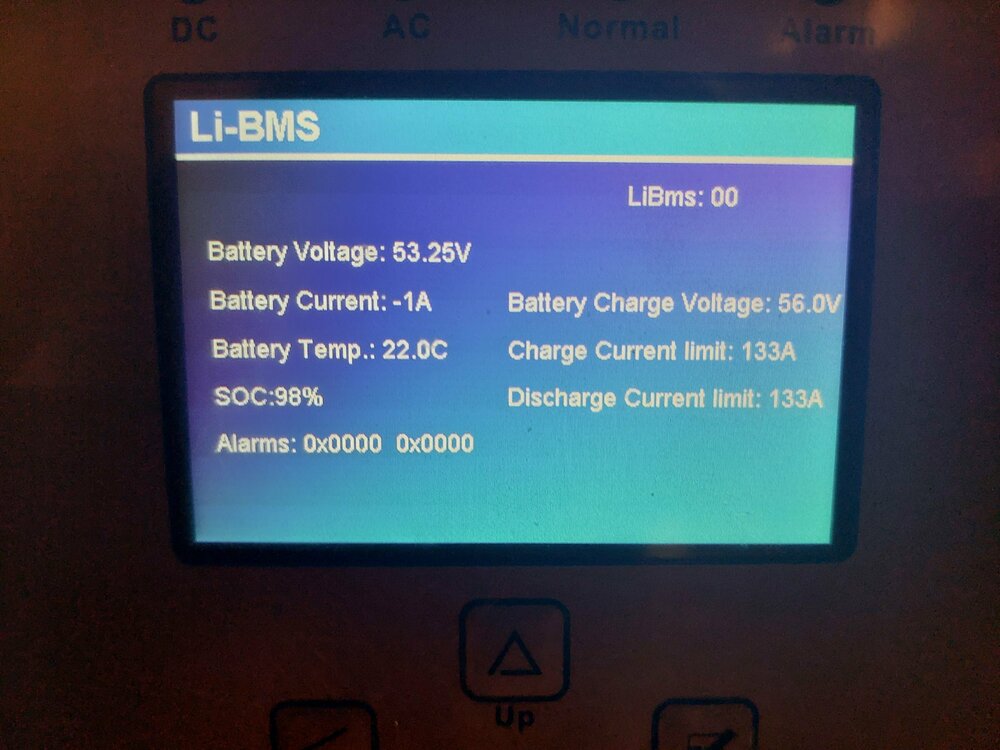 DC AC Normal Alarm
Li-BMS
LiBms: 00
Battery Voltage: 53.25V
Battery Current: -1A Battery Charge Voltage: 56.0V
Battery Temp.: 22.0C Charge Current limit: 133A
SOC:98% Discharge Current limit: 133A
Alarms: 0x0000 0x0000
Up